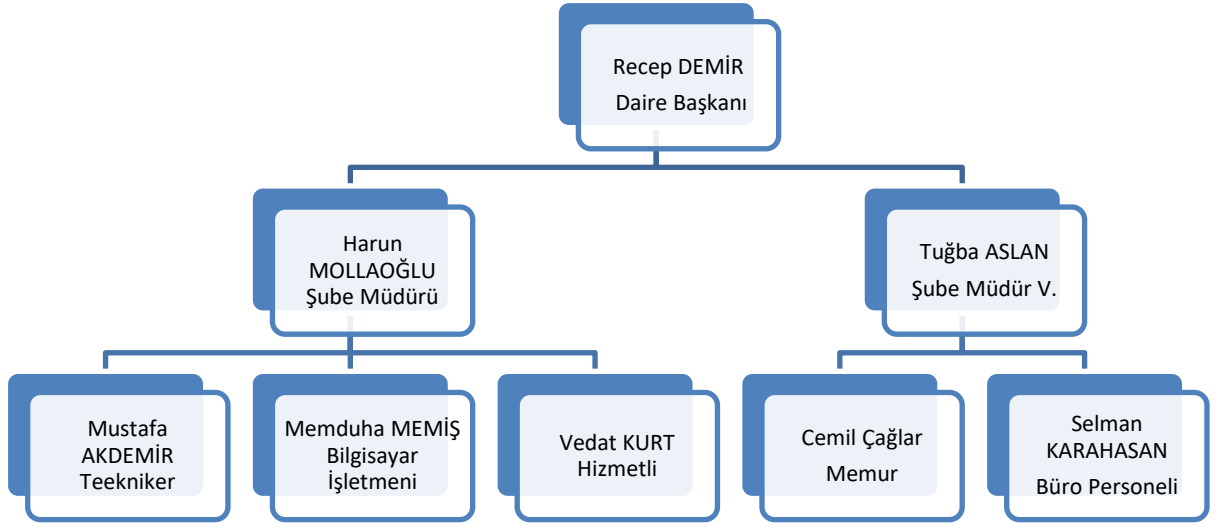 Recep DEMİR
Daire Başkanı
Harun
MOLLAOĞLU
Şube Müdürü
Tuğba ASLAN
Şube Müdür V.
Mustafa
AKDEMİR
Teekniker
Memduha MEMİŞ
Bilgisayar
İşletmeni
Vedat KURT
Hizmetli
Cemil Çağlar
Memur
Selman
KARAHASAN
Büro Personeli